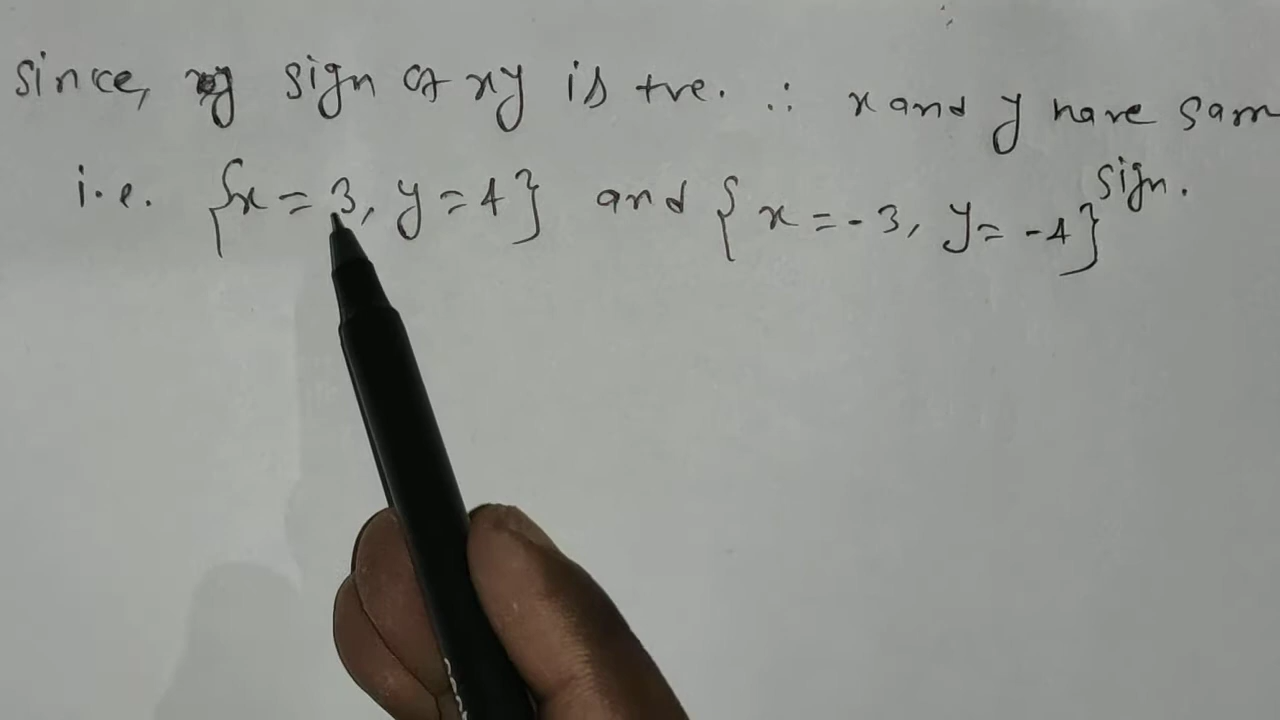 since, sign of xy is +ve. ∴ x and y have sam
sign.
i.e. {x = 3, y = 4} and { x = -3, y = -4}